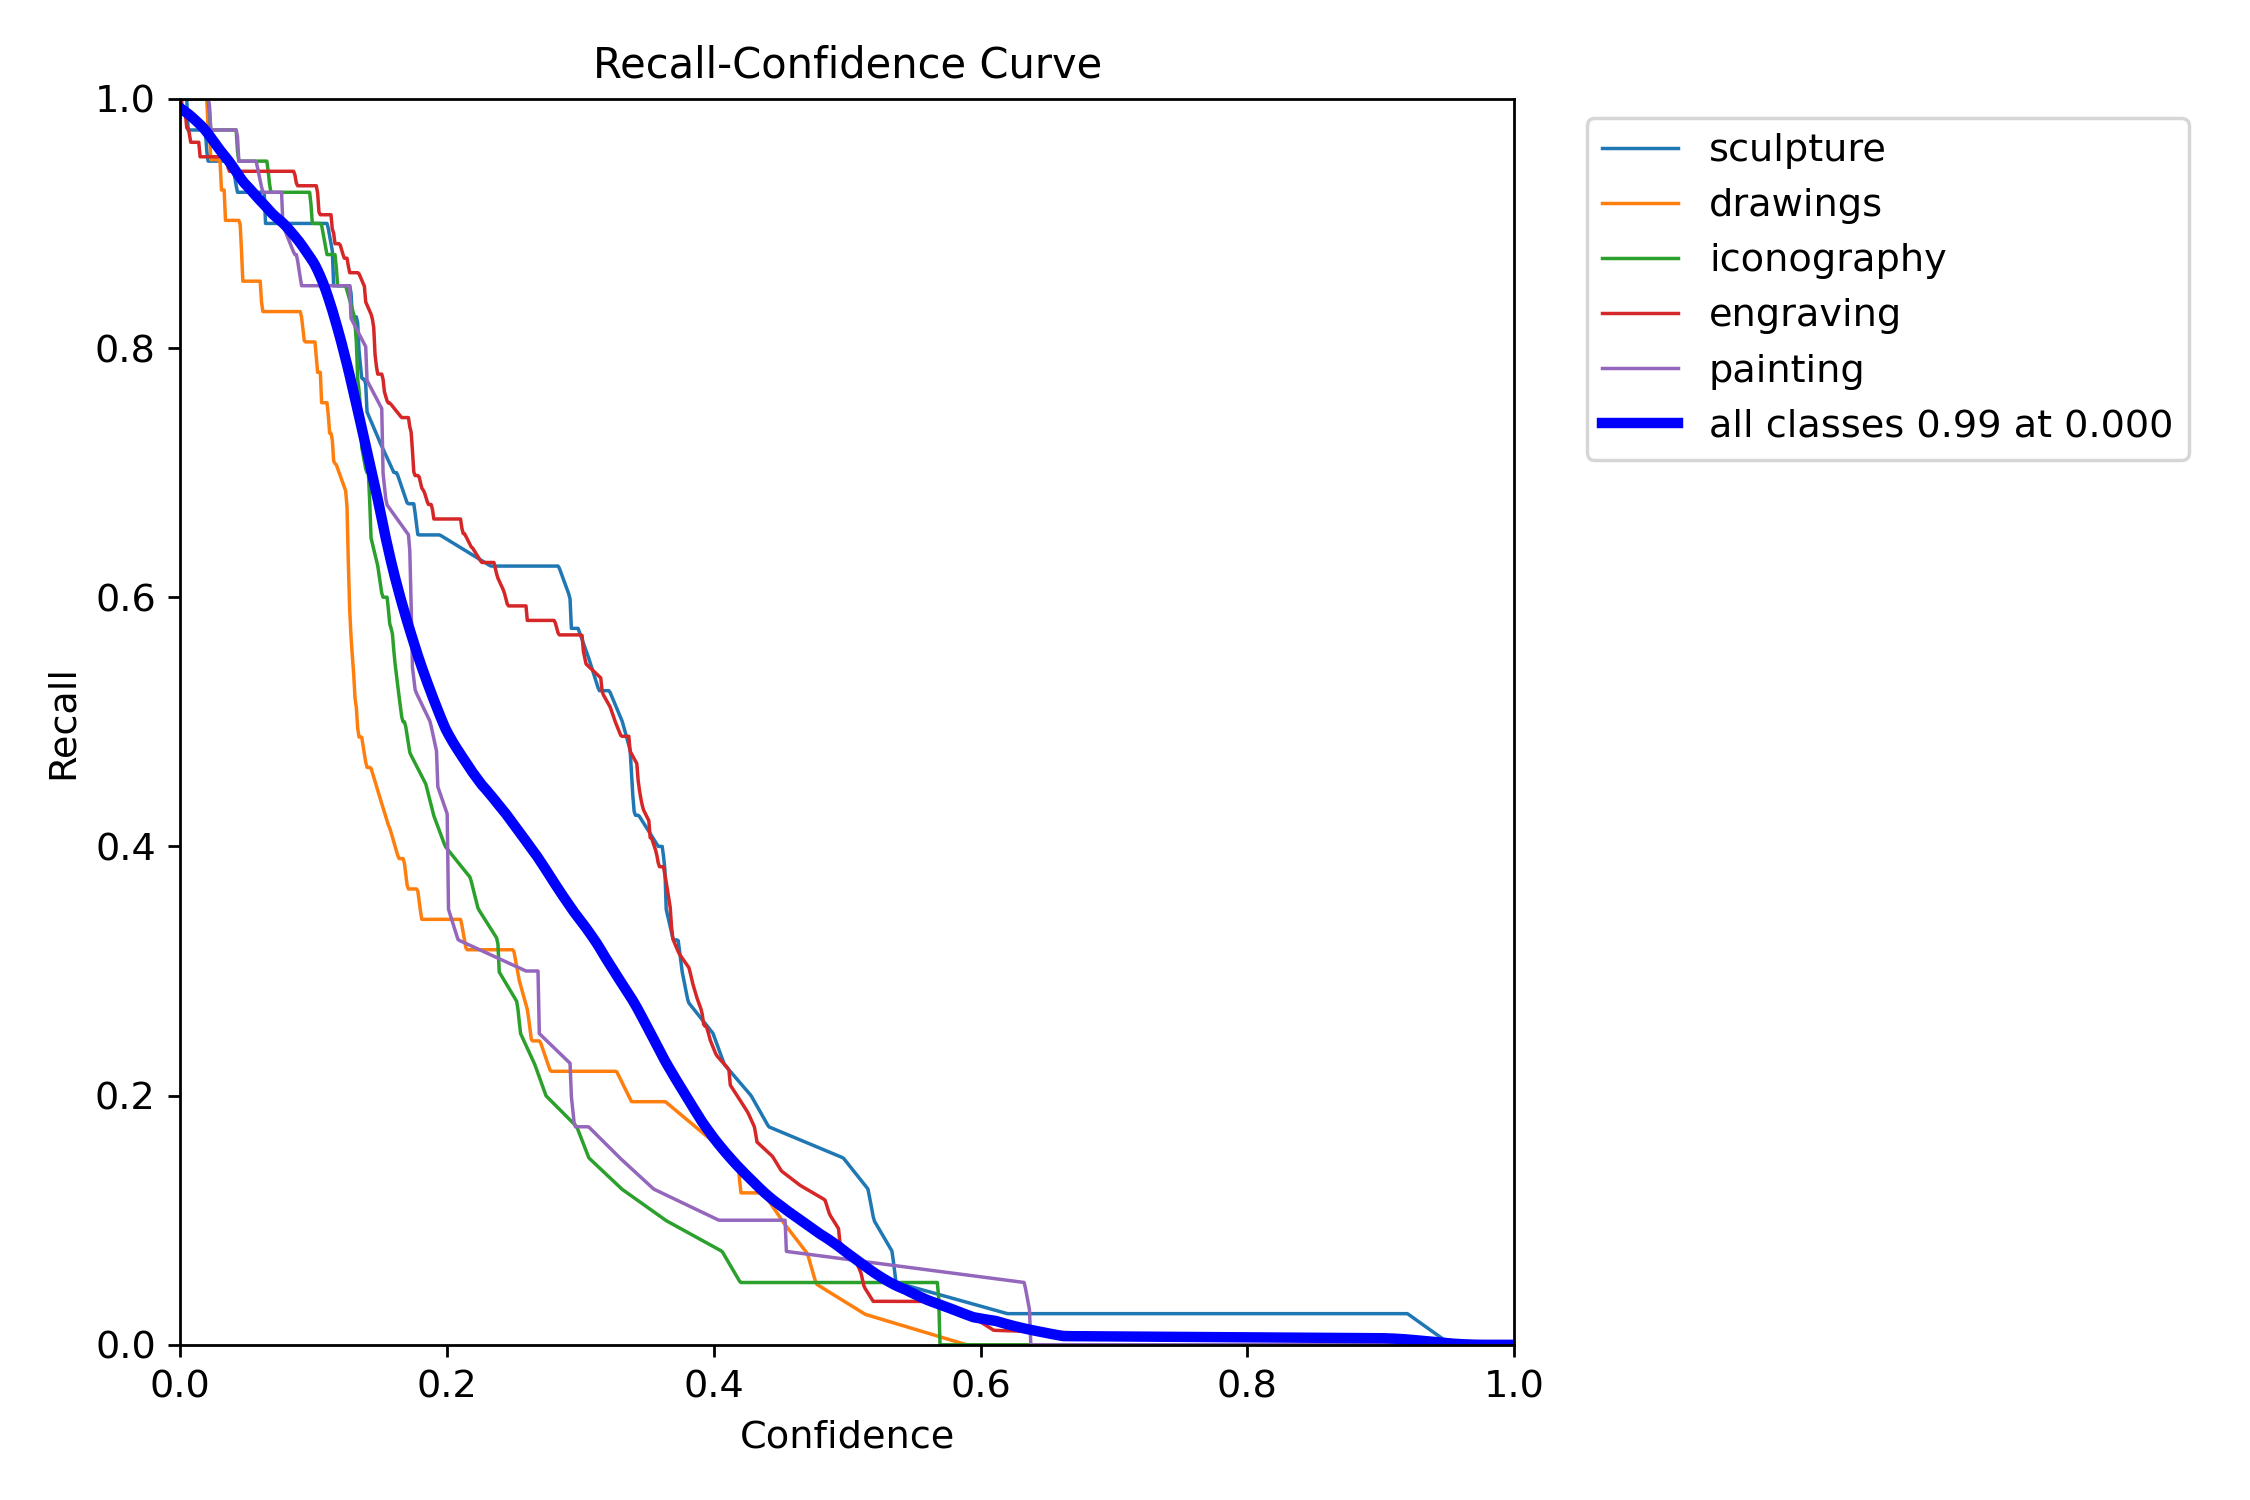 Recall-Confidence Curve
1.0
0.8
0.6
0.4
0.2
0.0
Recall
0.0 0.2 0.4 0.6 0.8 1.0
Confidence
sculpture
drawings
iconography
engraving
painting
all classes 0.99 at 0.000